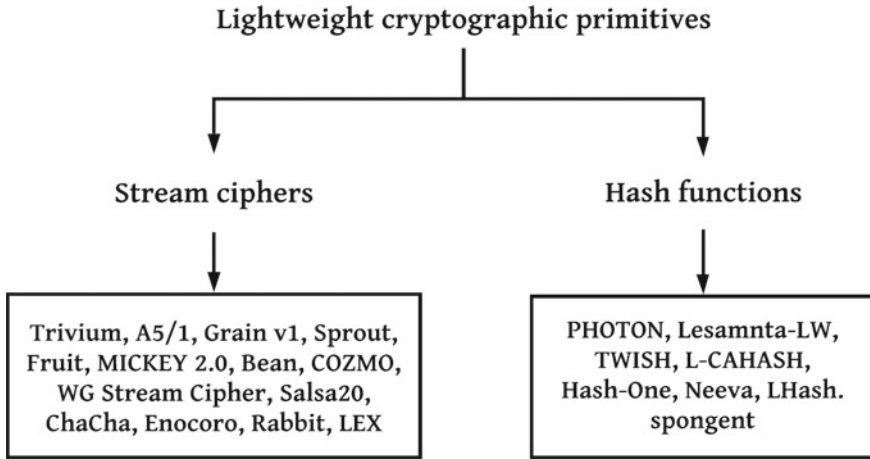 Lightweight cryptographic primitives
Stream ciphers
Hash functions
Trivium, A5/1, Grain v1, Sprout,
Fruit, MICKEY 2.0, Bean, COZMO,
WG Stream Cipher, Salsa20,
ChaCha, Enocoro, Rabbit, LEX
PHOTON, Lesamnta-LW,
TWISH, L-CAHASH,
Hash-One, Neeva, LHash.
spongent